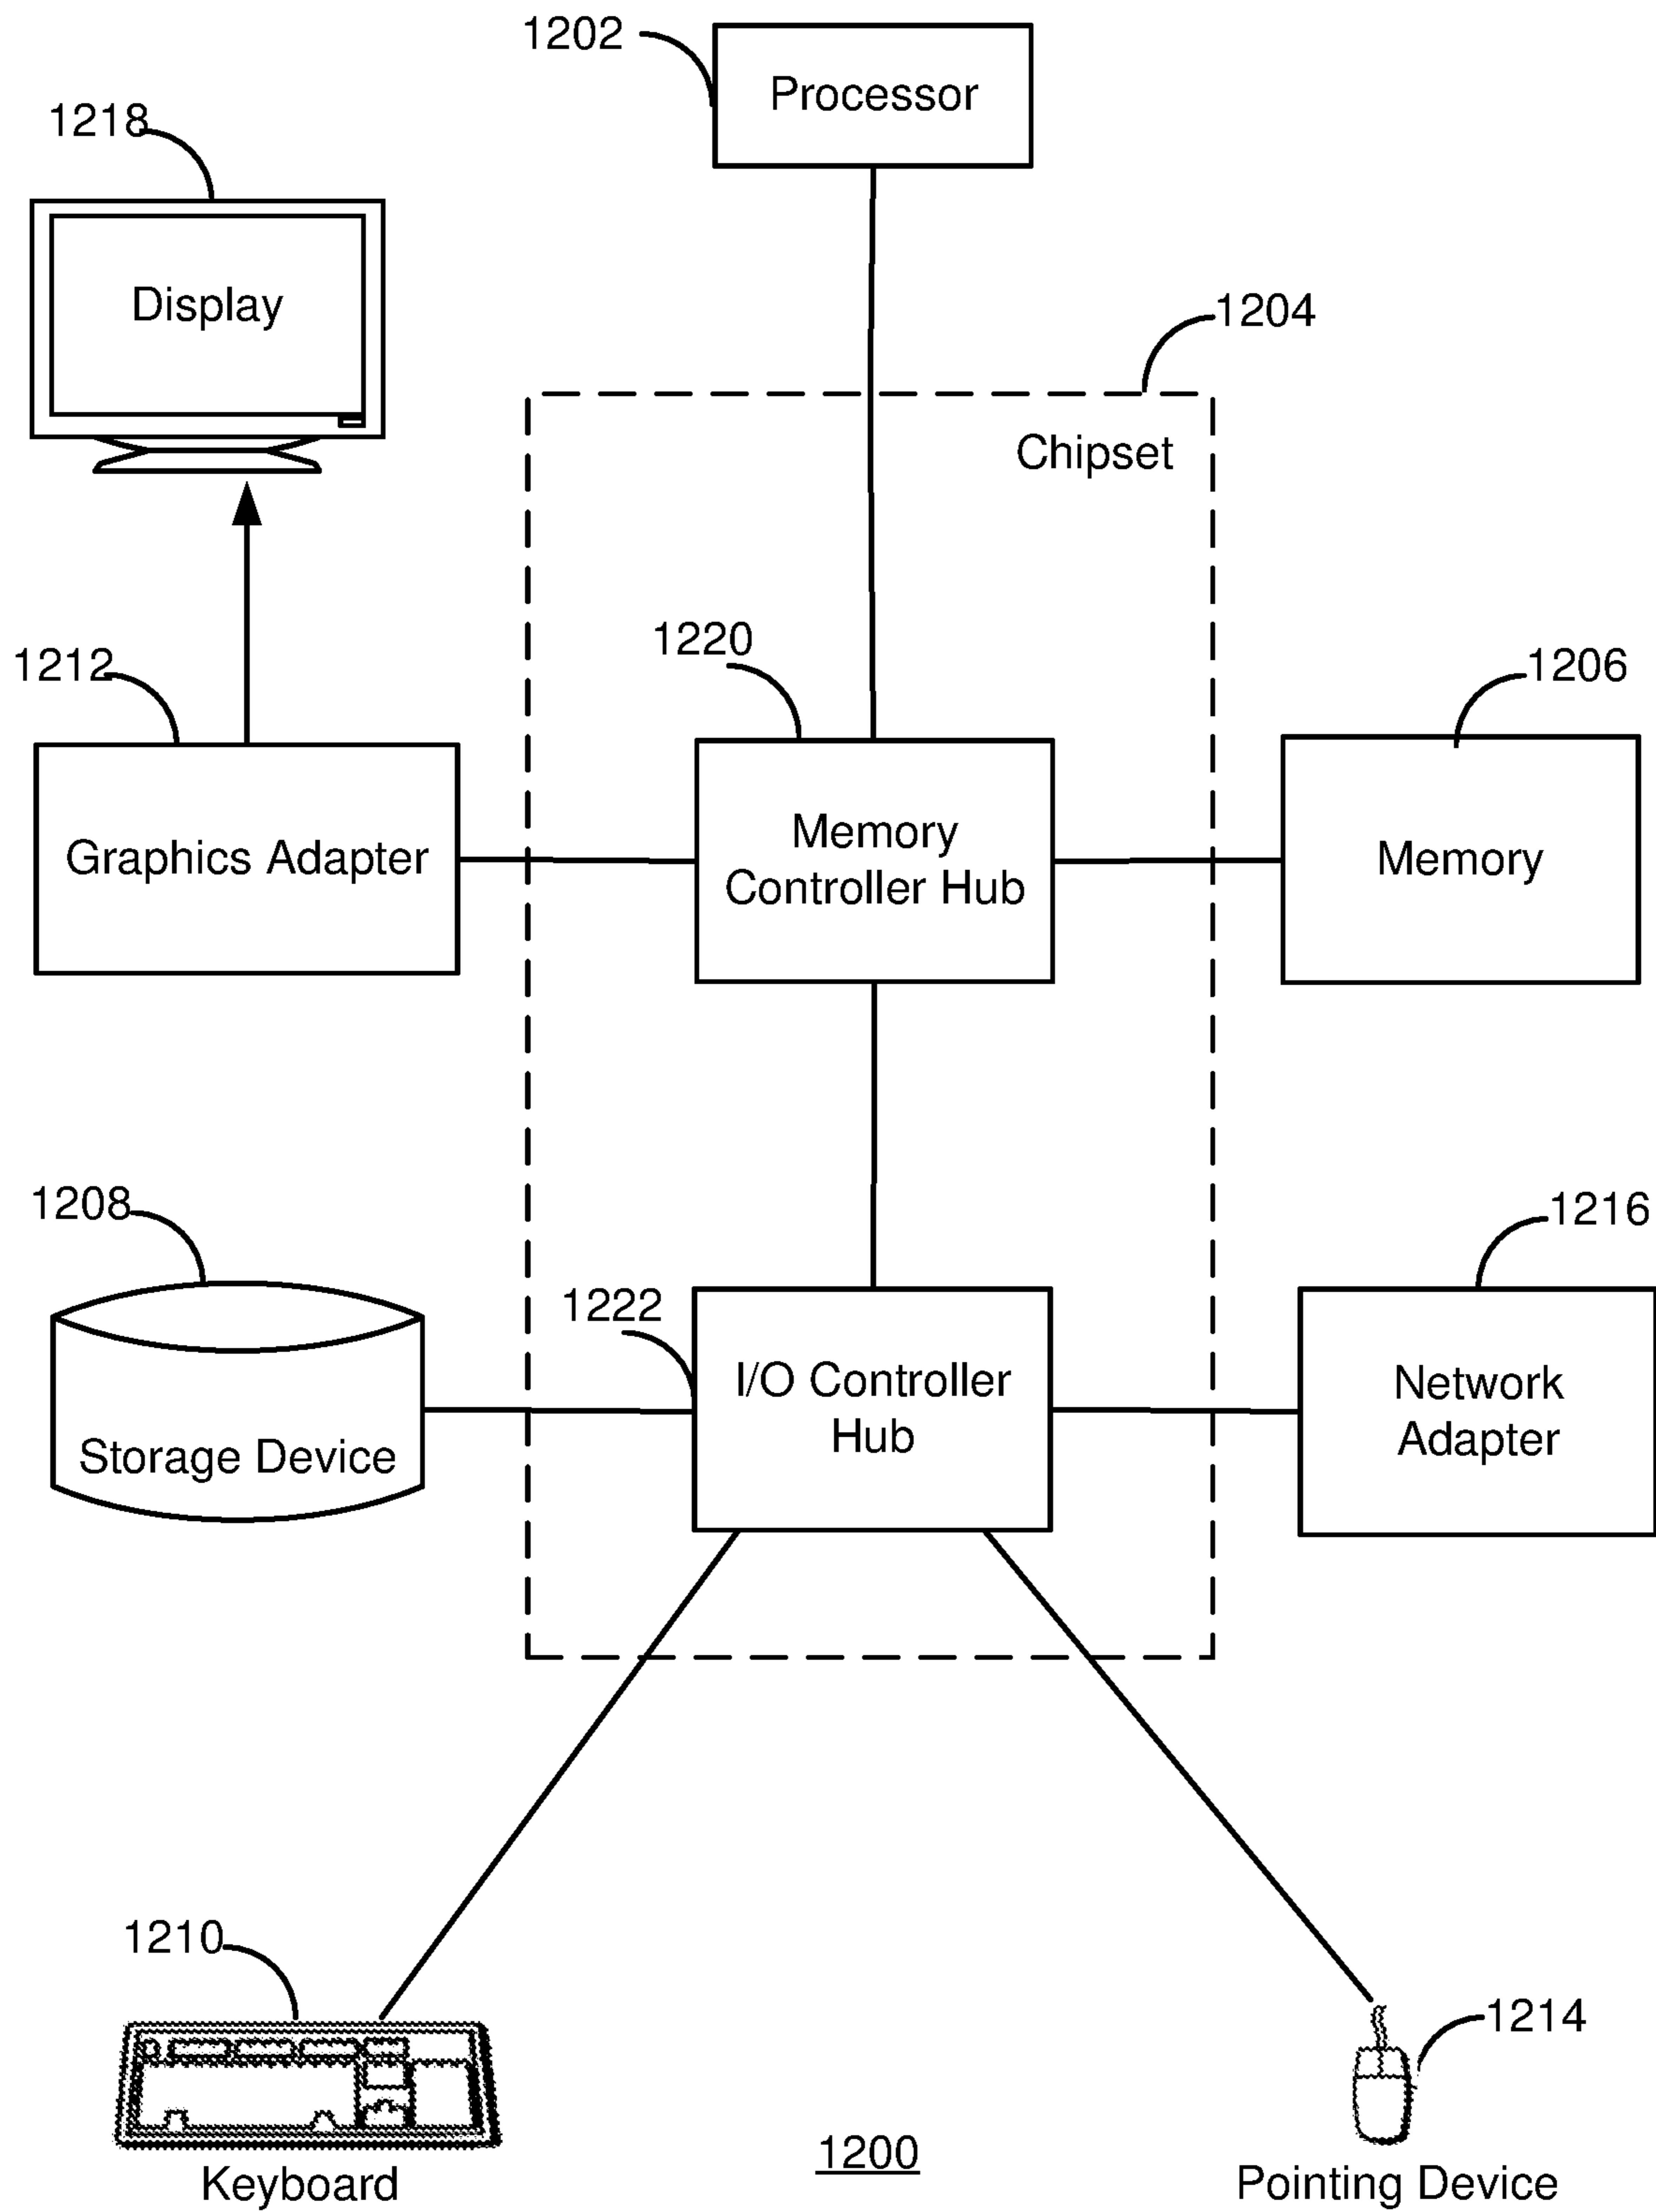 1202
Processor
1218
Display
1204
Chipset
1220
1212
1206
Memory
Controller Hub
Graphics Adapter
Memory
1208
1216
1222
I/O Controller
Hub
Storage Device
Network
Adapter
1210
1214
Keyboard
1200
Pointing Device